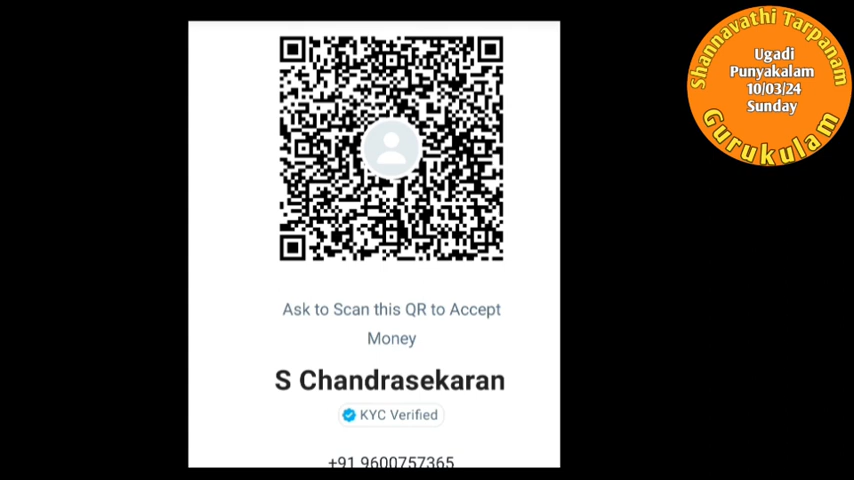 Ask to Scan this QR to Accept
Money
S Chandrasekaran
KYC Verified
+91 9600757365
Shannavathi Tarpanam
Ugadi
Punyakalam
10/03/24
Sunday
Gurukulam